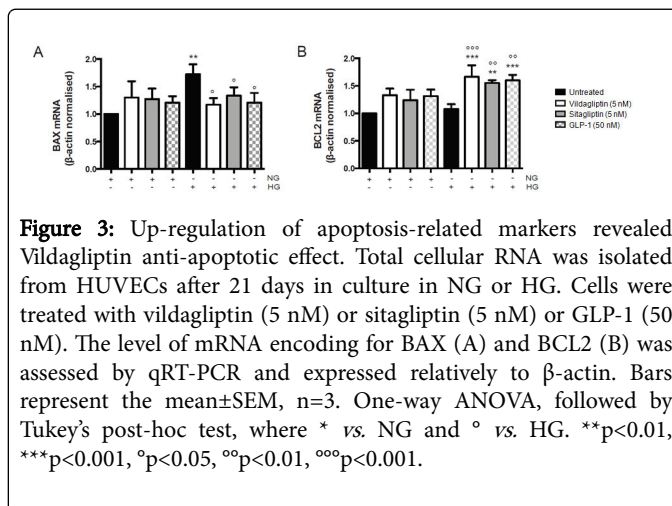 A
B
**
°
°
°
°°°
***
°°
**
°°
***
BAX mRNA
(β-actin normalised)
2.0
1.5
1.0
0.5
0.0
BCL2 mRNA
(β-actin normalised)
2.0
1.5
1.0
0.5
0.0
Untreated
Vildagliptin (5 nM)
Sitagliptin (5 nM)
GLP-1 (50 nM)
+ + + + - - - - NG
- - - - + + + + HG
+ + + + - - - - NG
- - - - + + + + HG
Figure 3: Up-regulation of apoptosis-related markers revealed
Vildagliptin anti-apoptotic effect. Total cellular RNA was isolated
from HUVECs after 21 days in culture in NG or HG. Cells were
treated with vildagliptin (5 nM) or sitagliptin (5 nM) or GLP-1 (50
nM). The level of mRNA encoding for BAX (A) and BCL2 (B) was
assessed by qRT-PCR and expressed relatively to β-actin. Bars
represent the mean±SEM, n=3. One-way ANOVA, followed by
Tukey's post-hoc test, where * vs. NG and ° vs. HG. **p<0.01,
***p<0.001, °p<0.05, °°p<0.01, °°°p<0.001.